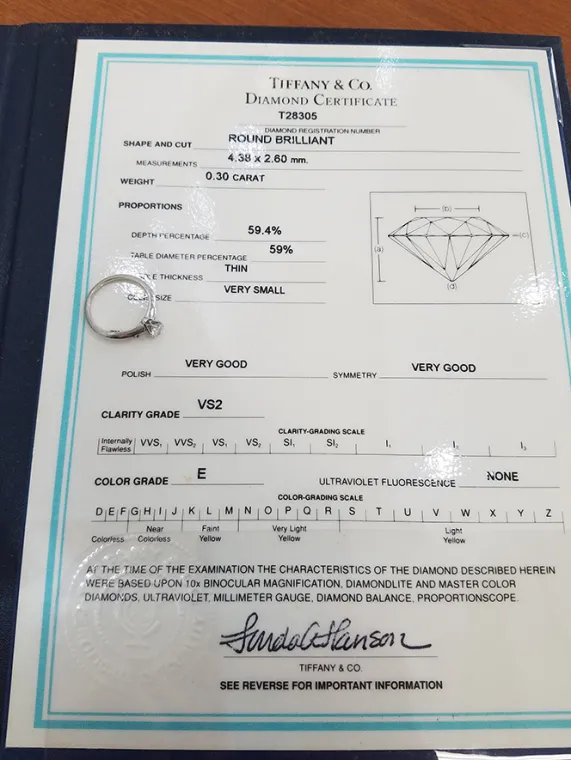 TIFFANY & CO.
DIAMOND CERTIFICATE
T28305
DIAMOND REGISTRATION NUMBER
SHAPE AND CUT ROUND BRILLIANT
MEASUREMENTS 4.38 x 2.60 mm.
WEIGHT 0.30 CARAT
PROPORTIONS
DEPTH PERCENTAGE 59.4%
TABLE DIAMETER PERCENTAGE 59%
THICKNESS THIN
SIZE VERY SMALL
(b)
(a)
(c)
(d)
POLISH VERY GOOD SYMMETRY VERY GOOD
CLARITY GRADE VS2
CLARITY-GRADING SCALE
Internally Flawless VVS1 VVS2 VS1 VS2 SI1 SI2 I1 I2 I3
COLOR GRADE E ULTRAVIOLET FLUORESCENCE NONE
COLOR-GRADING SCALE
D E F G H I J K L M N O P Q R S T U V W X Y Z
Colorless Near Colorless Faint Yellow Very Light Yellow Light Yellow
AT THE TIME OF THE EXAMINATION THE CHARACTERISTICS OF THE DIAMOND DESCRIBED HEREIN
WERE BASED UPON 10x BINOCULAR MAGNIFICATION, DIAMONDLITE AND MASTER COLOR
DIAMONDS, ULTRAVIOLET, MILLIMETER GAUGE, DIAMOND BALANCE, PROPORTIONSCOPE.
TIFFANY & CO.
SEE REVERSE FOR IMPORTANT INFORMATION